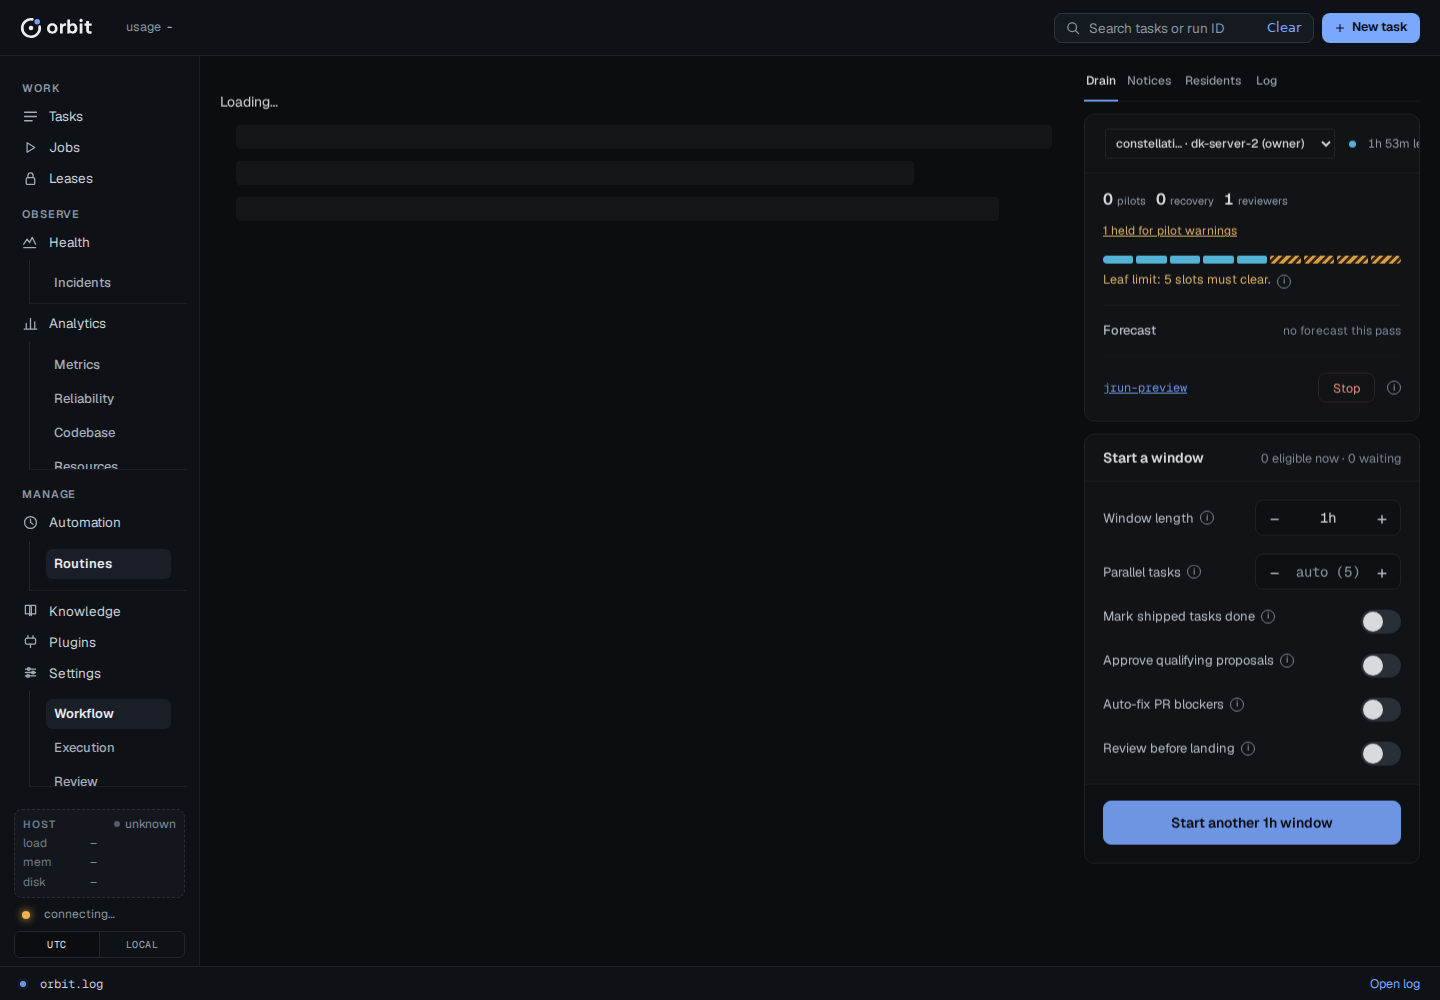 orbit
usage –
Search tasks or run ID
Clear
+ New task
WORK
Tasks
Jobs
Leases
OBSERVE
Health
Incidents
Analytics
Metrics
Reliability
Codebase
Resources
MANAGE
Automation
Routines
Knowledge
Plugins
Settings
Workflow
Execution
Review
HOST
unknown
load –
mem –
disk –
connecting…
UTC
LOCAL
Loading…
Drain
Notices
Residents
Log
constellati… · dk-server-2 (owner)
1h 53m le
0 pilots 0 recovery 1 reviewers
1 held for pilot warnings
Leaf limit: 5 slots must clear.
Forecast
no forecast this pass
jrun-preview
Stop
Start a window
0 eligible now · 0 waiting
Window length
− 1h +
Parallel tasks
− auto (5) +
Mark shipped tasks done
Approve qualifying proposals
Auto-fix PR blockers
Review before landing
Start another 1h window
orbit.log
Open log